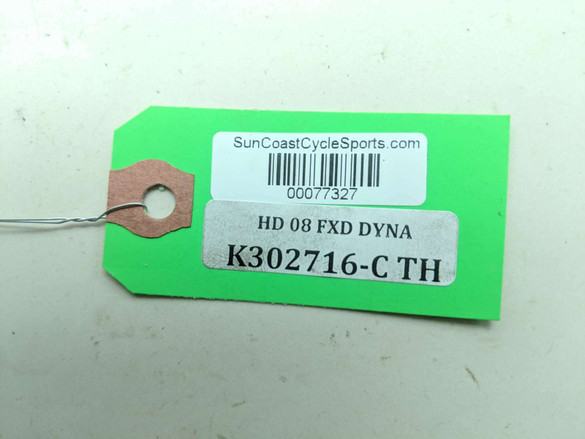 SunCoastCycleSports.com
00077327
HD 08 FXD DYNA
K302716-C TH